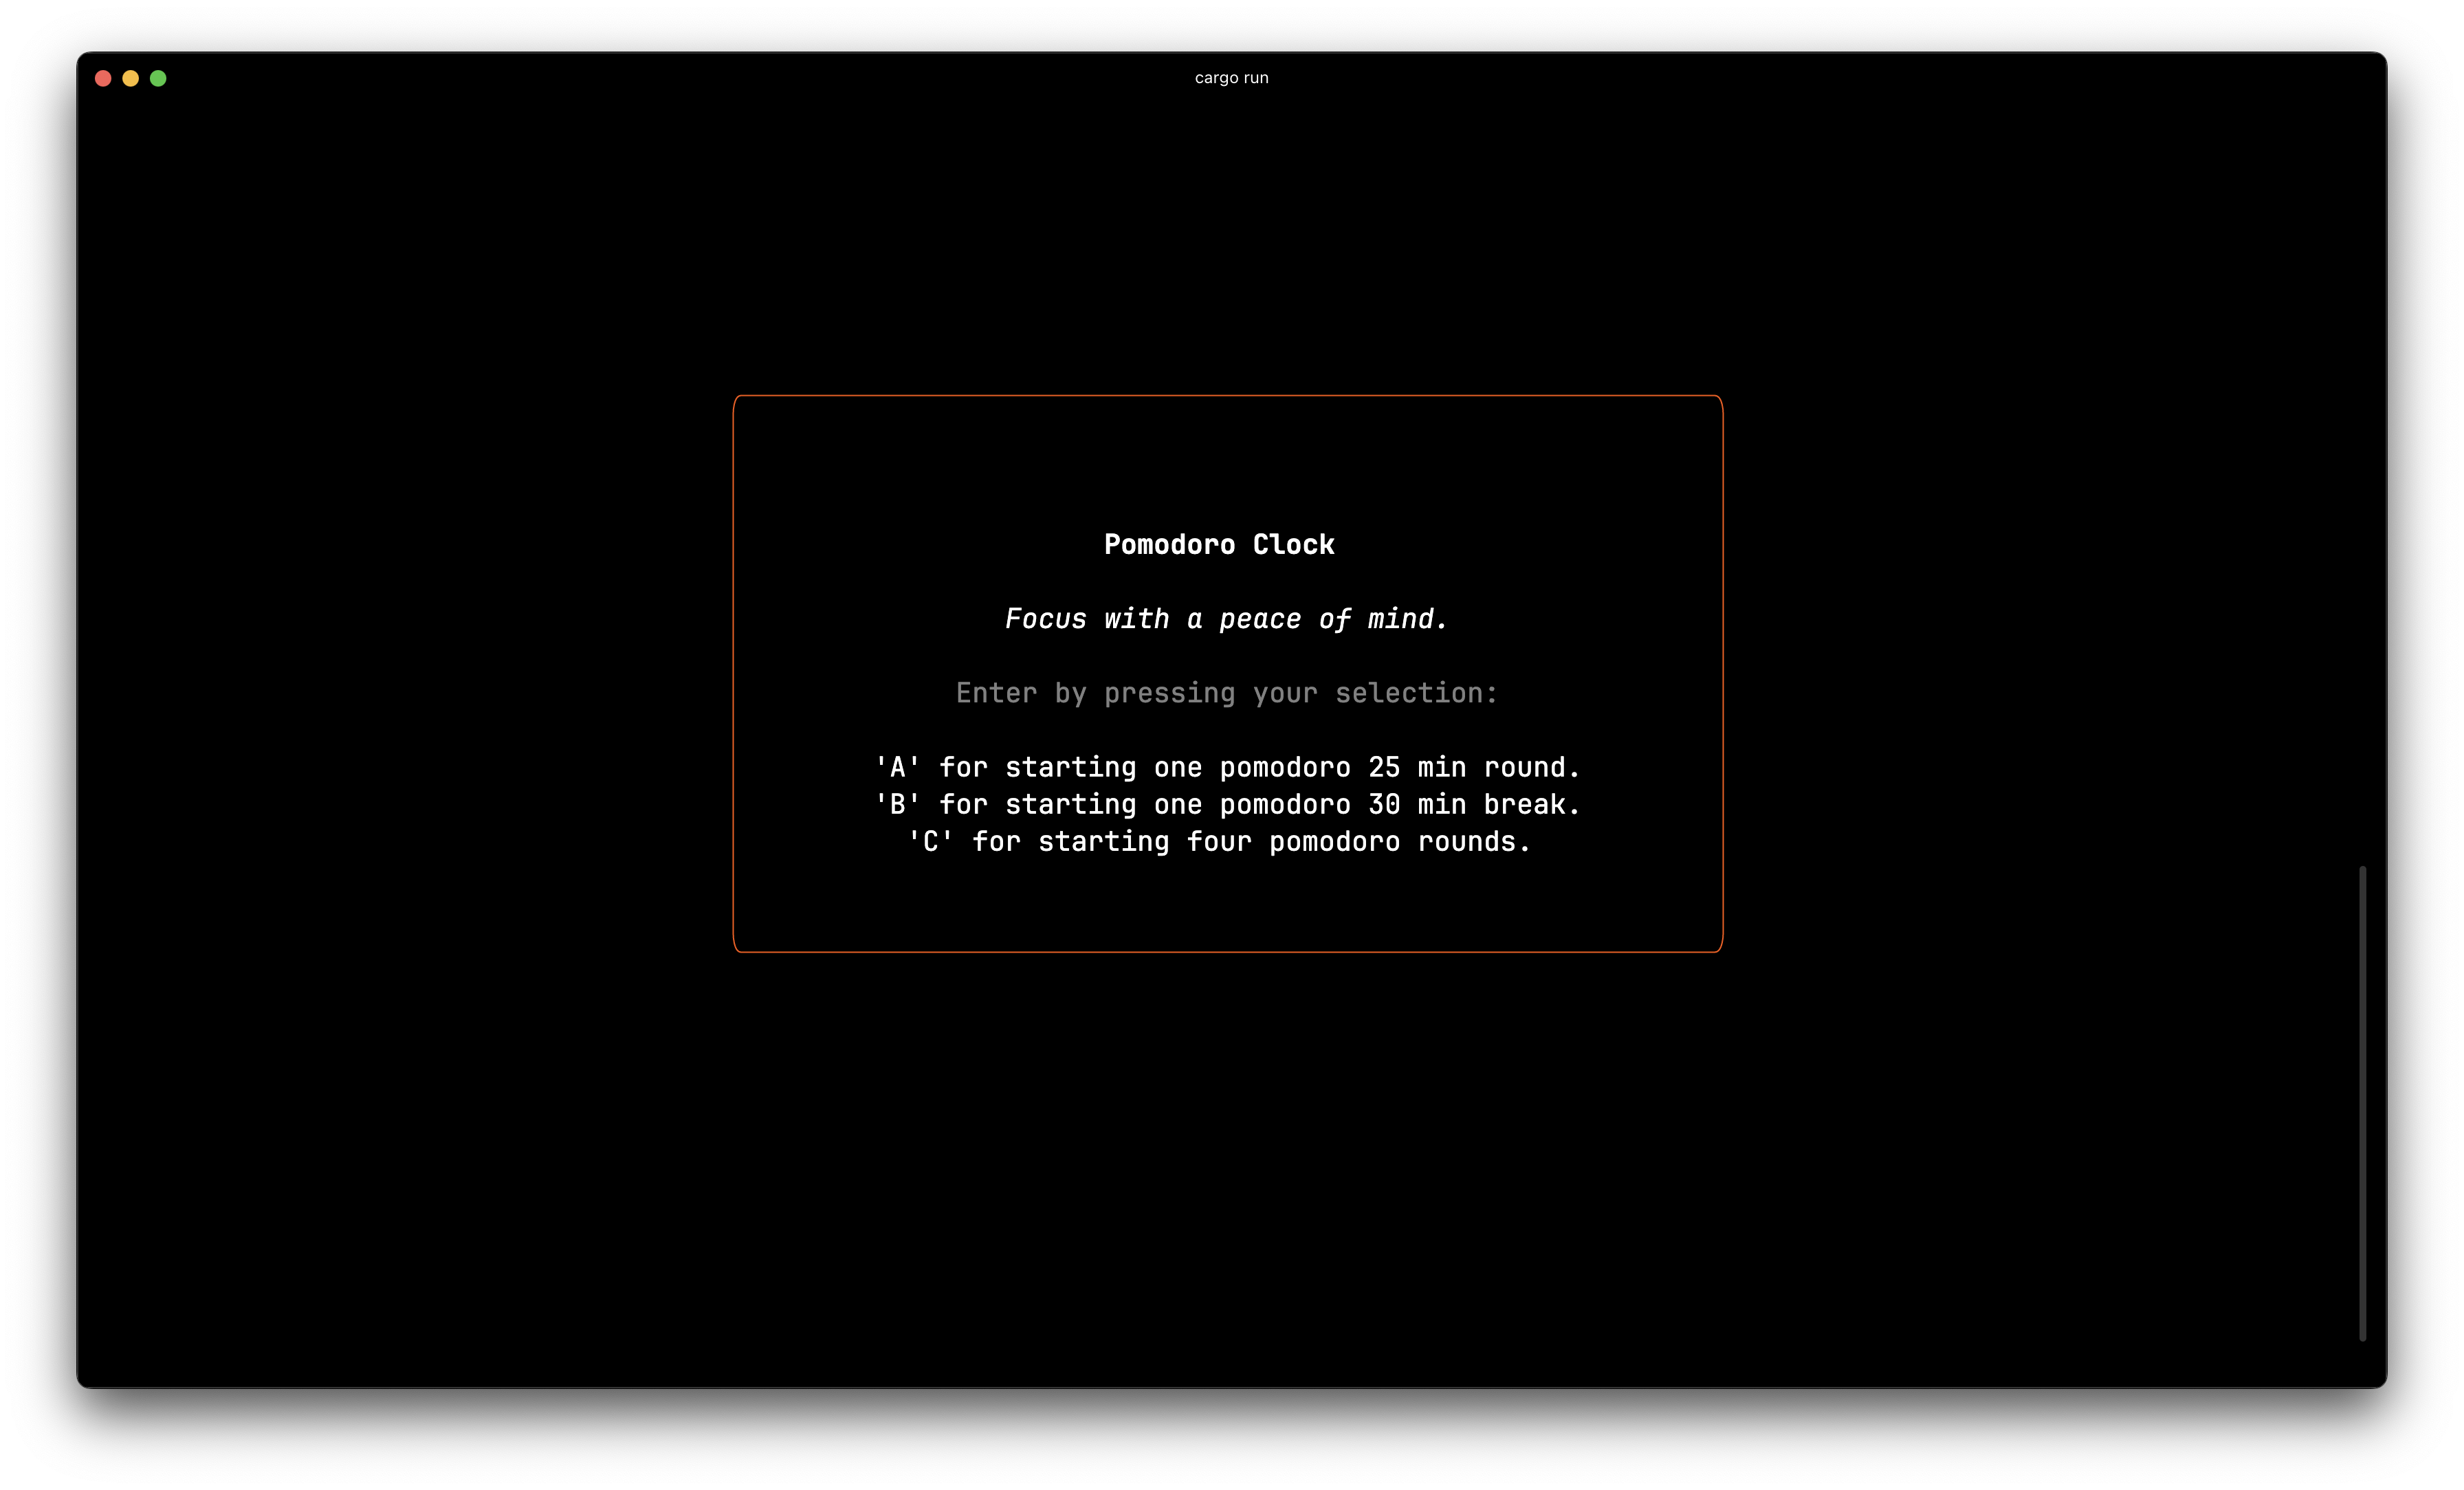 cargo run
Pomodoro Clock
Focus with a peace of mind.
Enter by pressing your selection:
'A' for starting one pomodoro 25 min round.
'B' for starting one pomodoro 30 min break.
'C' for starting four pomodoro rounds.